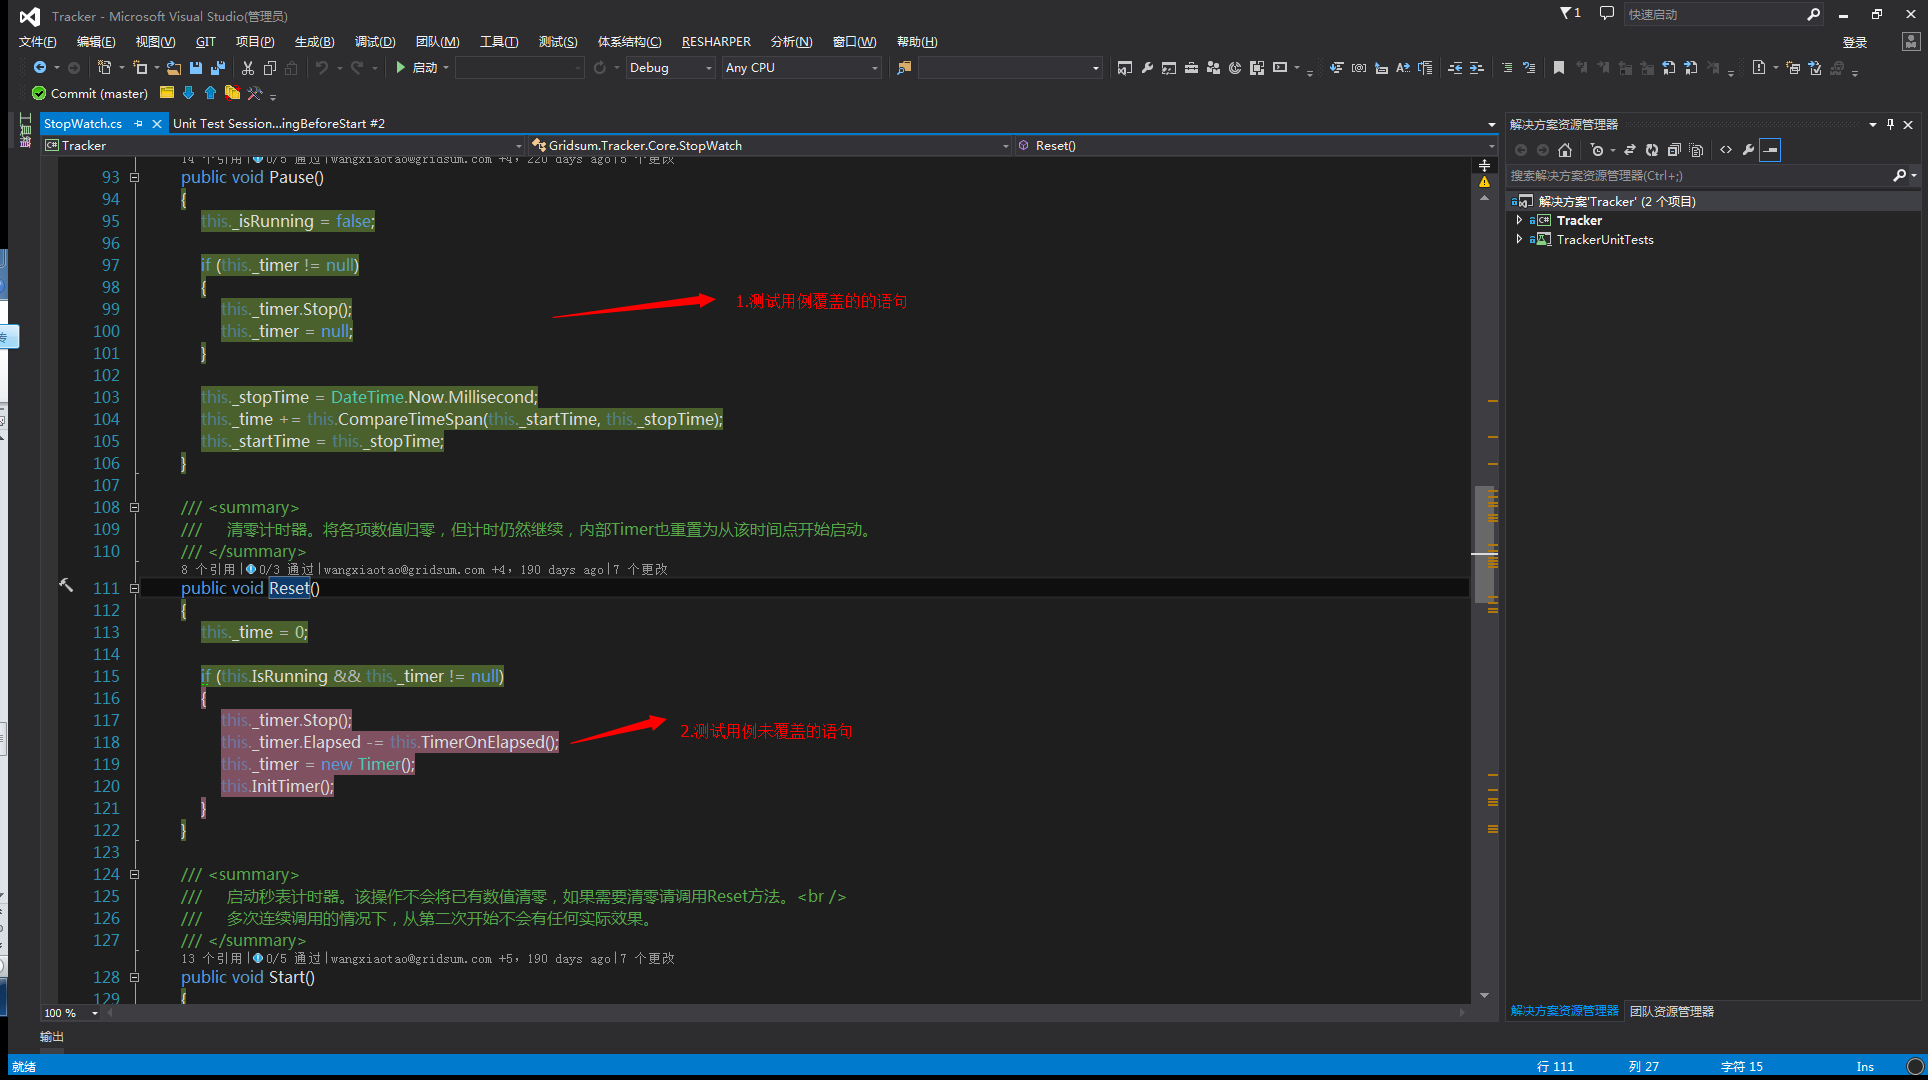 Tracker - Microsoft Visual Studio(管理员)
1
快速启动
文件(F) 编辑(E) 视图(V) GIT 项目(P) 生成(B) 调试(D) 团队(M) 工具(T) 测试(S) 体系结构(C) RESHARPER 分析(N) 窗口(W) 帮助(H)
登录
启动 Debug Any CPU
Commit (master)
工具箱
StopWatch.cs Unit Test Session...ingBeforeStart #2
Tracker Gridsum.Tracker.Core.StopWatch Reset()
14 个引用|0/5 通过|wangxiaotao@gridsum.com +4, 220 days ago|5 个更改
93 public void Pause()
94 {
95 this._isRunning = false;
96
97 if (this._timer != null)
98 {
99 this._timer.Stop();
100 this._timer = null;
101 }
102
103 this._stopTime = DateTime.Now.Millisecond;
104 this._time += this.CompareTimeSpan(this._startTime, this._stopTime);
105 this._startTime = this._stopTime;
106 }
107
108 /// <summary>
109 /// 清零计时器。将各项数值归零，但计时仍然继续，内部Timer也重置为从该时间点开始启动。
110 /// </summary>
8 个引用|0/3 通过|wangxiaotao@gridsum.com +4, 190 days ago|7 个更改
111 public void Reset()
112 {
113 this._time = 0;
114
115 if (this.IsRunning && this._timer != null)
116 {
117 this._timer.Stop();
118 this._timer.Elapsed -= this.TimerOnElapsed();
119 this._timer = new Timer();
120 this.InitTimer();
121 }
122 }
123
124 /// <summary>
125 /// 启动秒表计时器。该操作不会将已有数值清零，如果需要清零请调用Reset方法。<br />
126 /// 多次连续调用的情况下，从第二次开始不会有任何实际效果。
127 /// </summary>
13 个引用|0/5 通过|wangxiaotao@gridsum.com +5, 190 days ago|7 个更改
128 public void Start()
129 {
1.测试用例覆盖的的语句
2.测试用例未覆盖的语句
100 %
输出
解决方案资源管理器
搜索解决方案资源管理器(Ctrl+;)
解决方案'Tracker' (2 个项目)
Tracker
TrackerUnitTests
解决方案资源管理器 团队资源管理器
就绪 行 111 列 27 字符 15 Ins